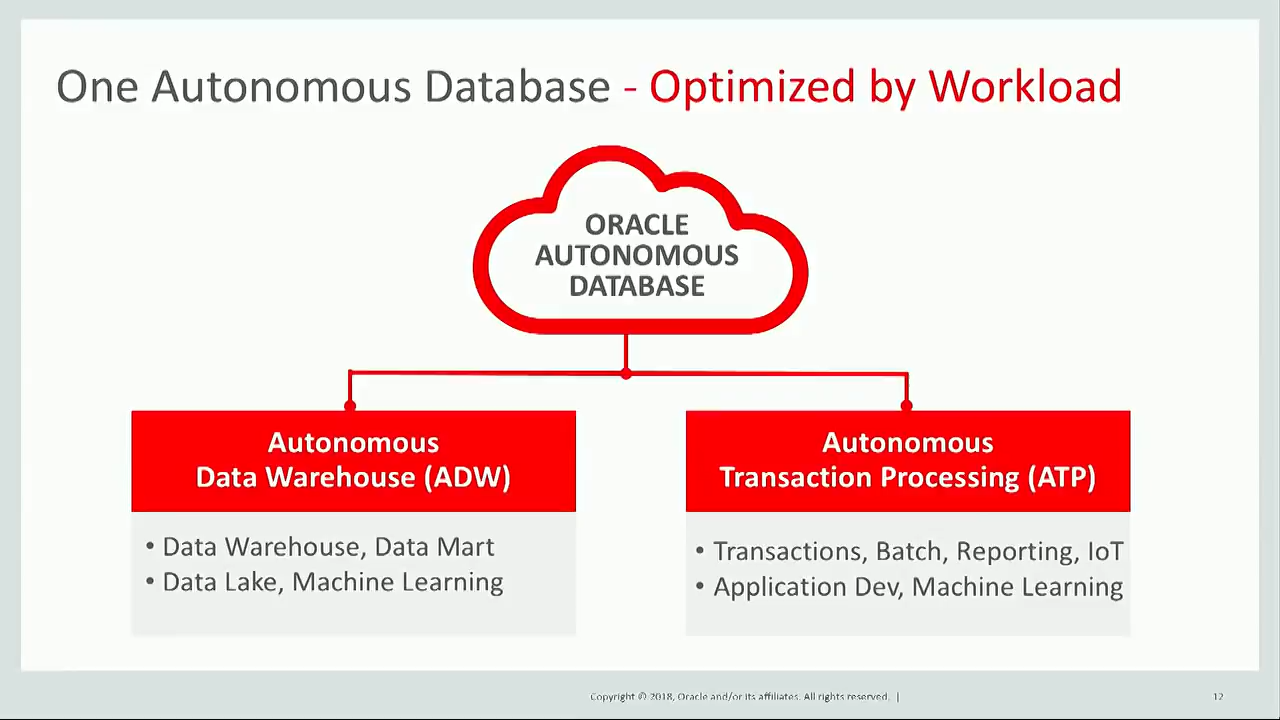 One Autonomous Database - Optimized by Workload
ORACLE
AUTONOMOUS
DATABASE
Autonomous
Data Warehouse (ADW)
• Data Warehouse, Data Mart
• Data Lake, Machine Learning
Autonomous
Transaction Processing (ATP)
• Transactions, Batch, Reporting, IoT
• Application Dev, Machine Learning
Copyright © 2018, Oracle and/or its affiliates. All rights reserved. |
12